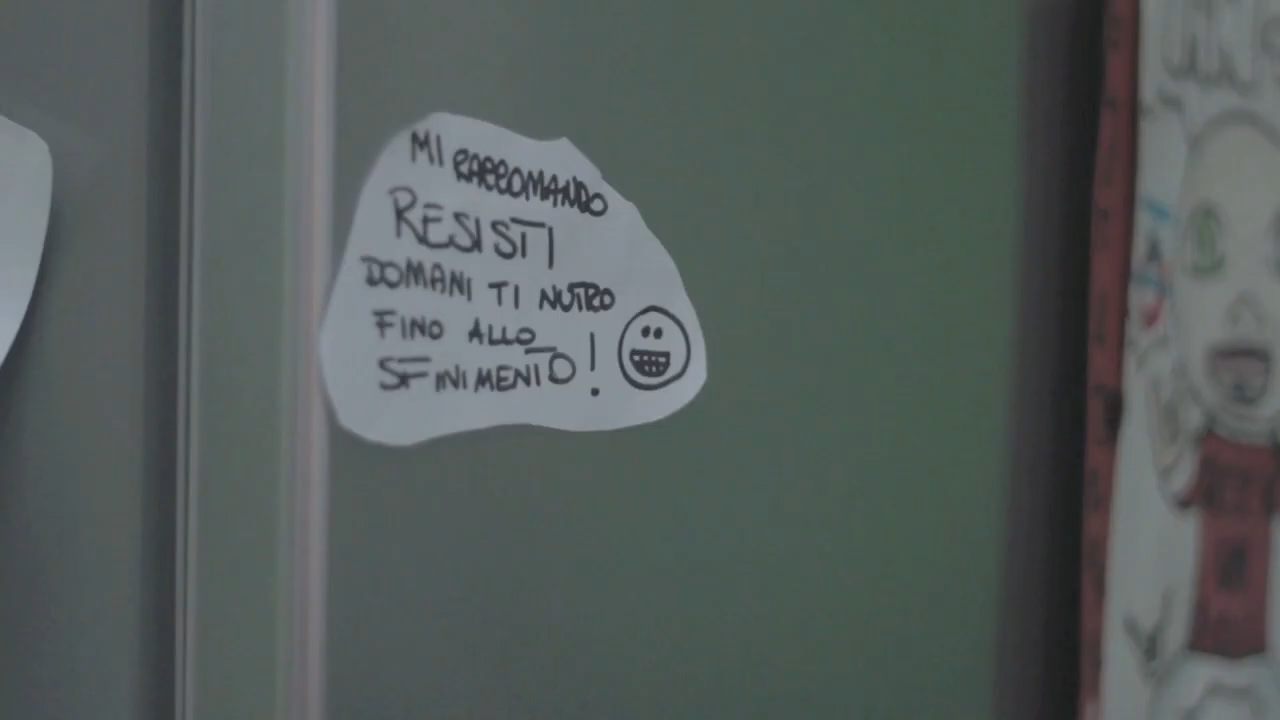 MI RACCOMANDO
RESISTI
DOMANI TI NUTRO
FINO ALLO
SFINIMENTO!